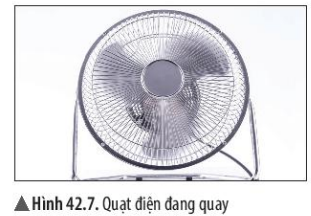 ▲Hình 42.7. Quạt điện đang quay